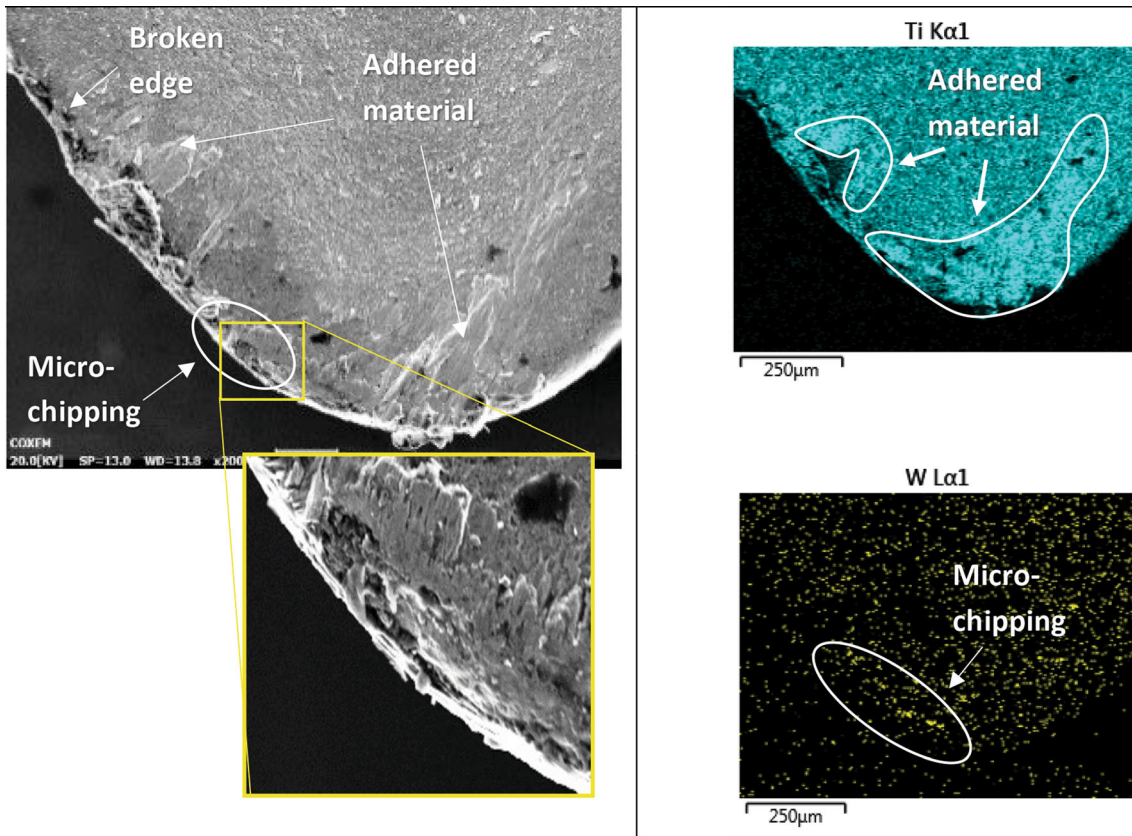 Broken
edge
Adhered
material
Micro-
chipping
COXEM
20.0[KV] SP=13.0 WD=13.8 x200
Ti Kα1
Adhered
material
250µm
W Lα1
Micro-
chipping
250µm